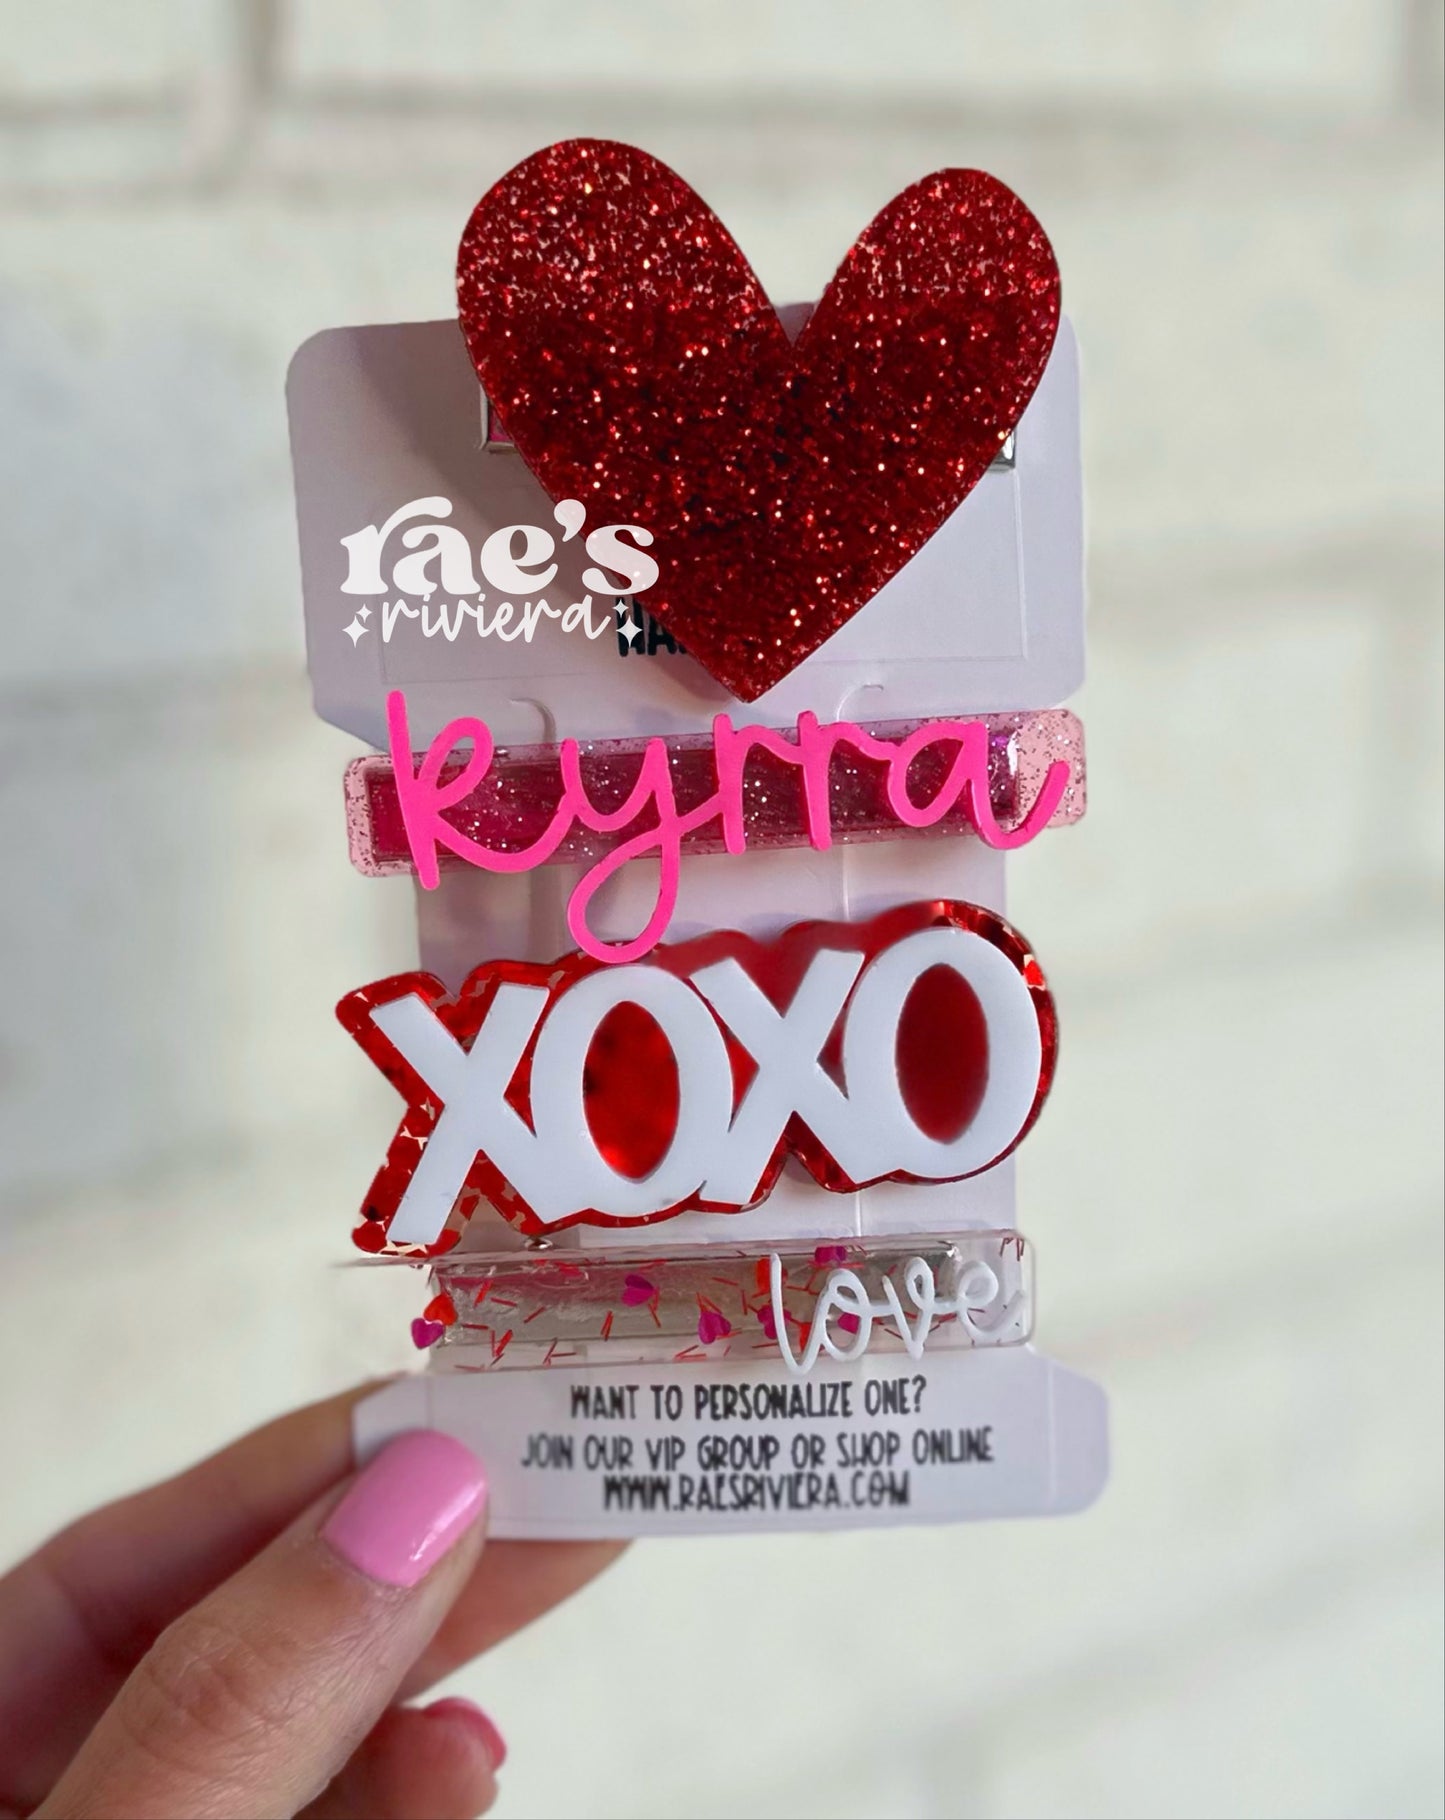 rae's
riviera
kyrra
XOXO
love
WANT TO PERSONALIZE ONE?
JOIN OUR VIP GROUP OR SHOP ONLINE
WWW.RAESRIVIERA.COM